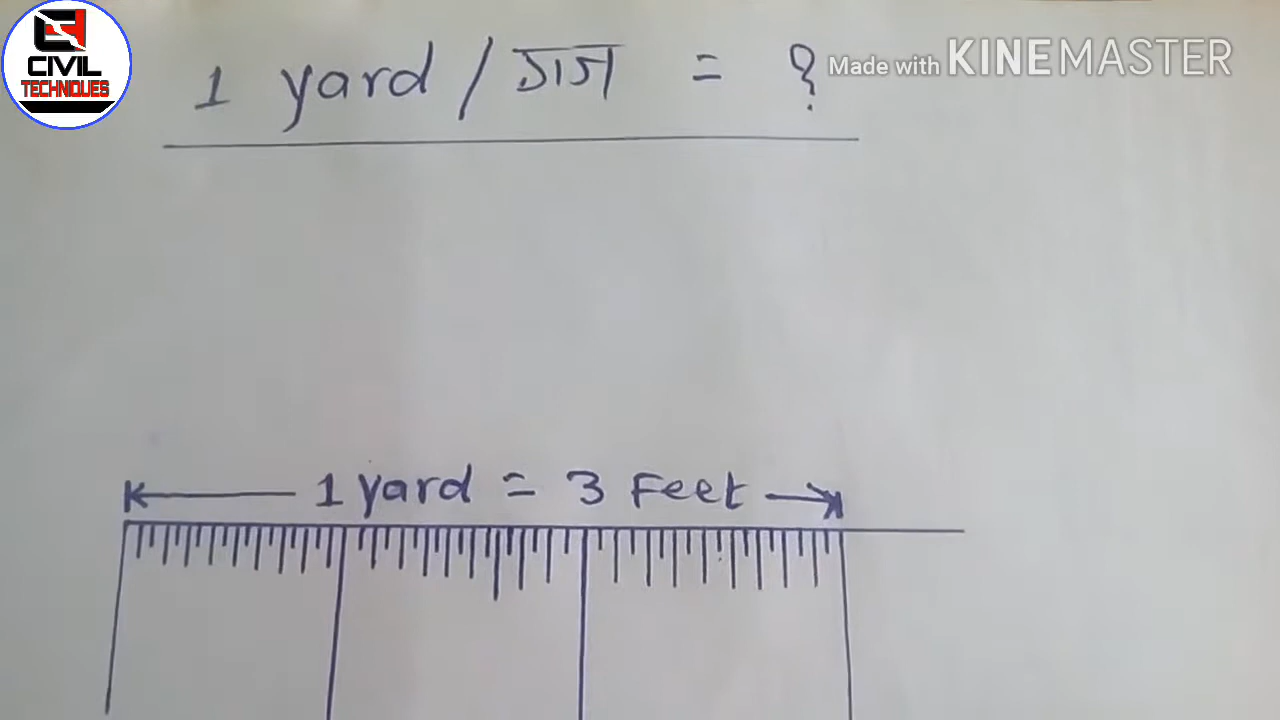 CIVIL
TECHNIQUES
1 yard / गज = ?
Made with KINEMASTER
1 yard = 3 Feet